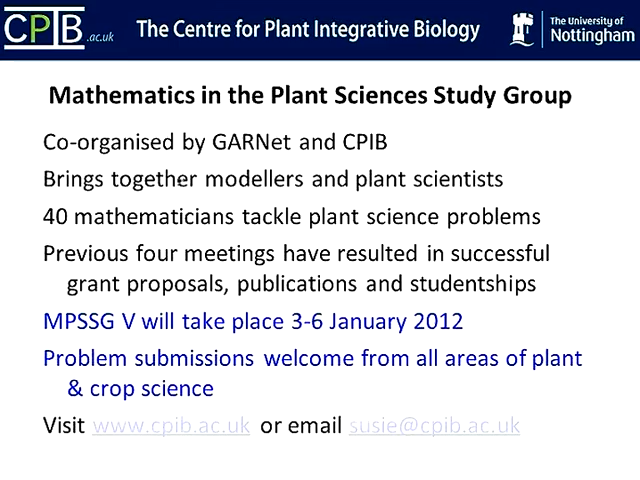 CPIB.ac.uk The Centre for Plant Integrative Biology The University of
Nottingham
Mathematics in the Plant Sciences Study Group
Co-organised by GARNet and CPIB
Brings together modellers and plant scientists
40 mathematicians tackle plant science problems
Previous four meetings have resulted in successful
grant proposals, publications and studentships
MPSSG V will take place 3-6 January 2012
Problem submissions welcome from all areas of plant
& crop science
Visit www.cpib.ac.uk or email susie@cpib.ac.uk